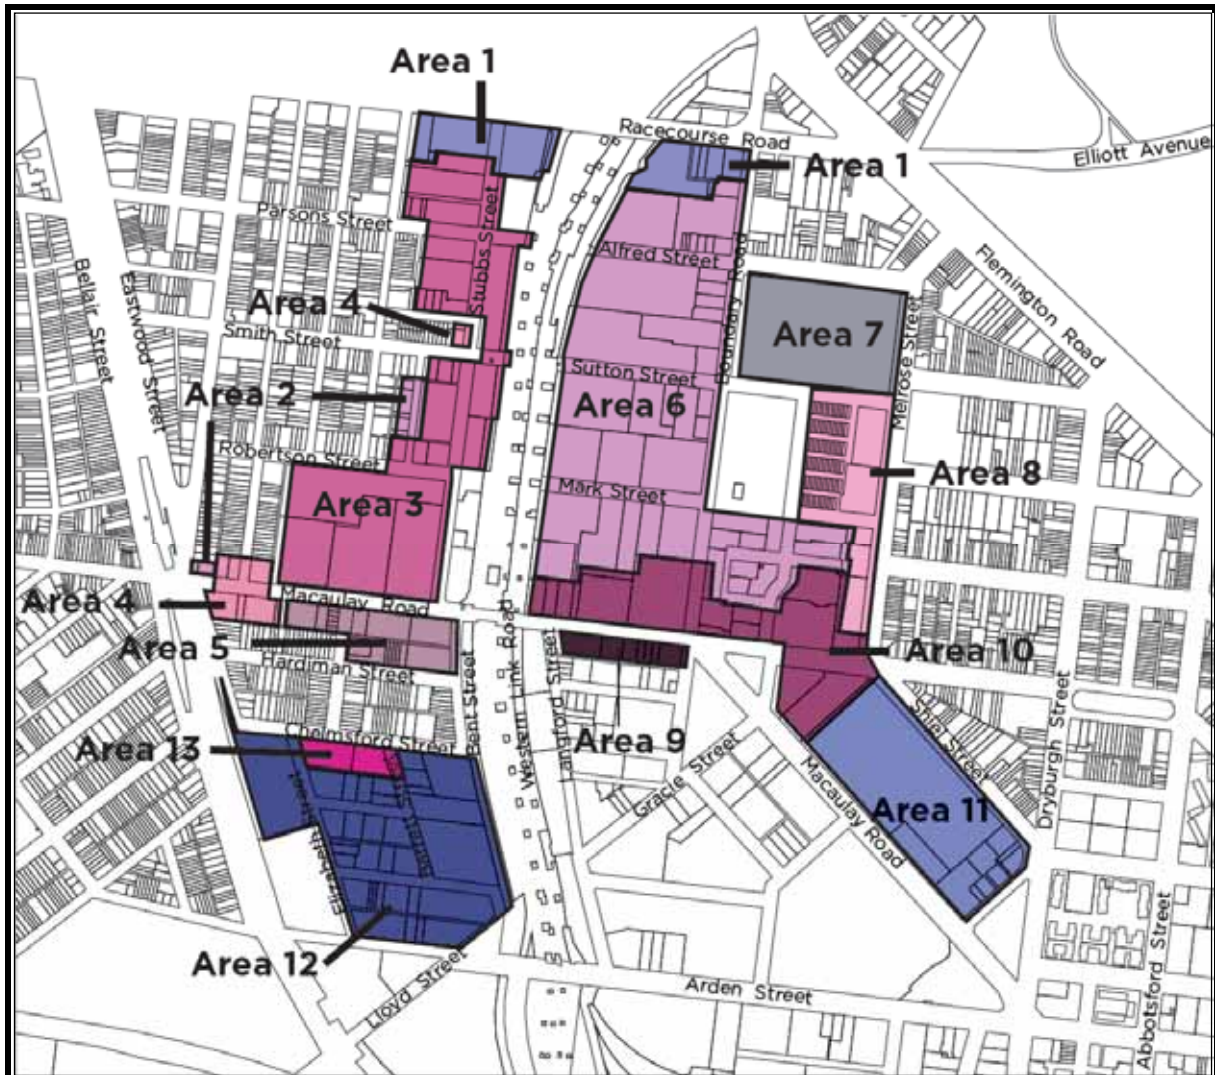 Area 1
Racecourse Road
Elliott Avenue
Area 1
Parsons Street
Stubbs Street
Alfred Street
Flemington Road
Bellair Street
Eastwood Street
Boundary Road
Area 4
Smith Street
Area 7
Melrose Street
Sutton Street
Area 2
Area 6
Robertson Street
Area 8
Mark Street
Area 3
Area 4
Macaulay Road
Area 5
Hardiman Street
Area 10
Bent Street
Western Link Road
Langford Street
Shiel Street
Dryburgh Street
Chelmsford Street
Area 13
Area 9
Gracie Street
Elizabeth Street
Barrett Street
Macaulay Road
Area 11
Area 12
Lloyd Street
Arden Street
Abbotsford Street